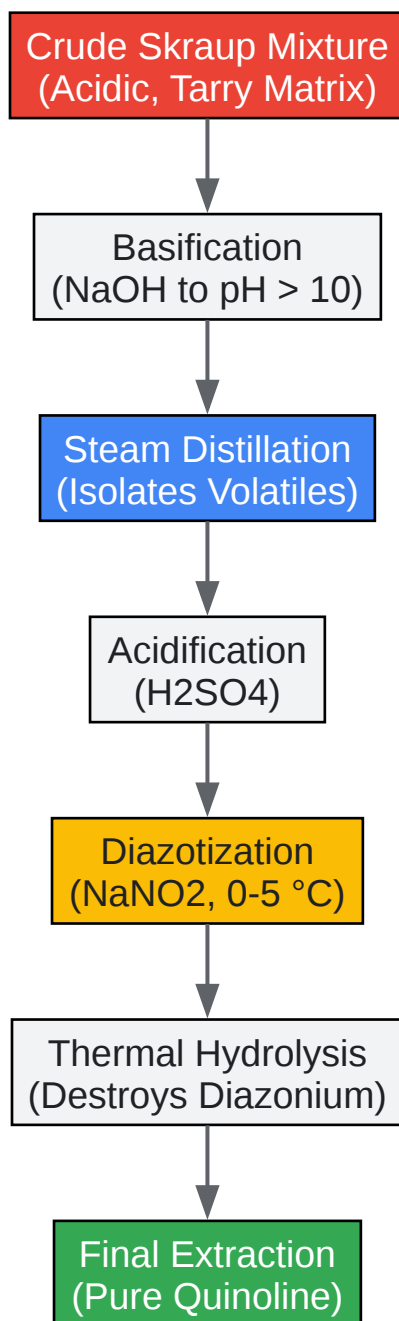 Crude Skraup Mixture
(Acidic, Tarry Matrix)
Basification
(NaOH to pH > 10)
Steam Distillation
(Isolates Volatiles)
Acidification
(H2SO4)
Diazotization
(NaNO2, 0-5 °C)
Thermal Hydrolysis
(Destroys Diazonium)
Final Extraction
(Pure Quinoline)